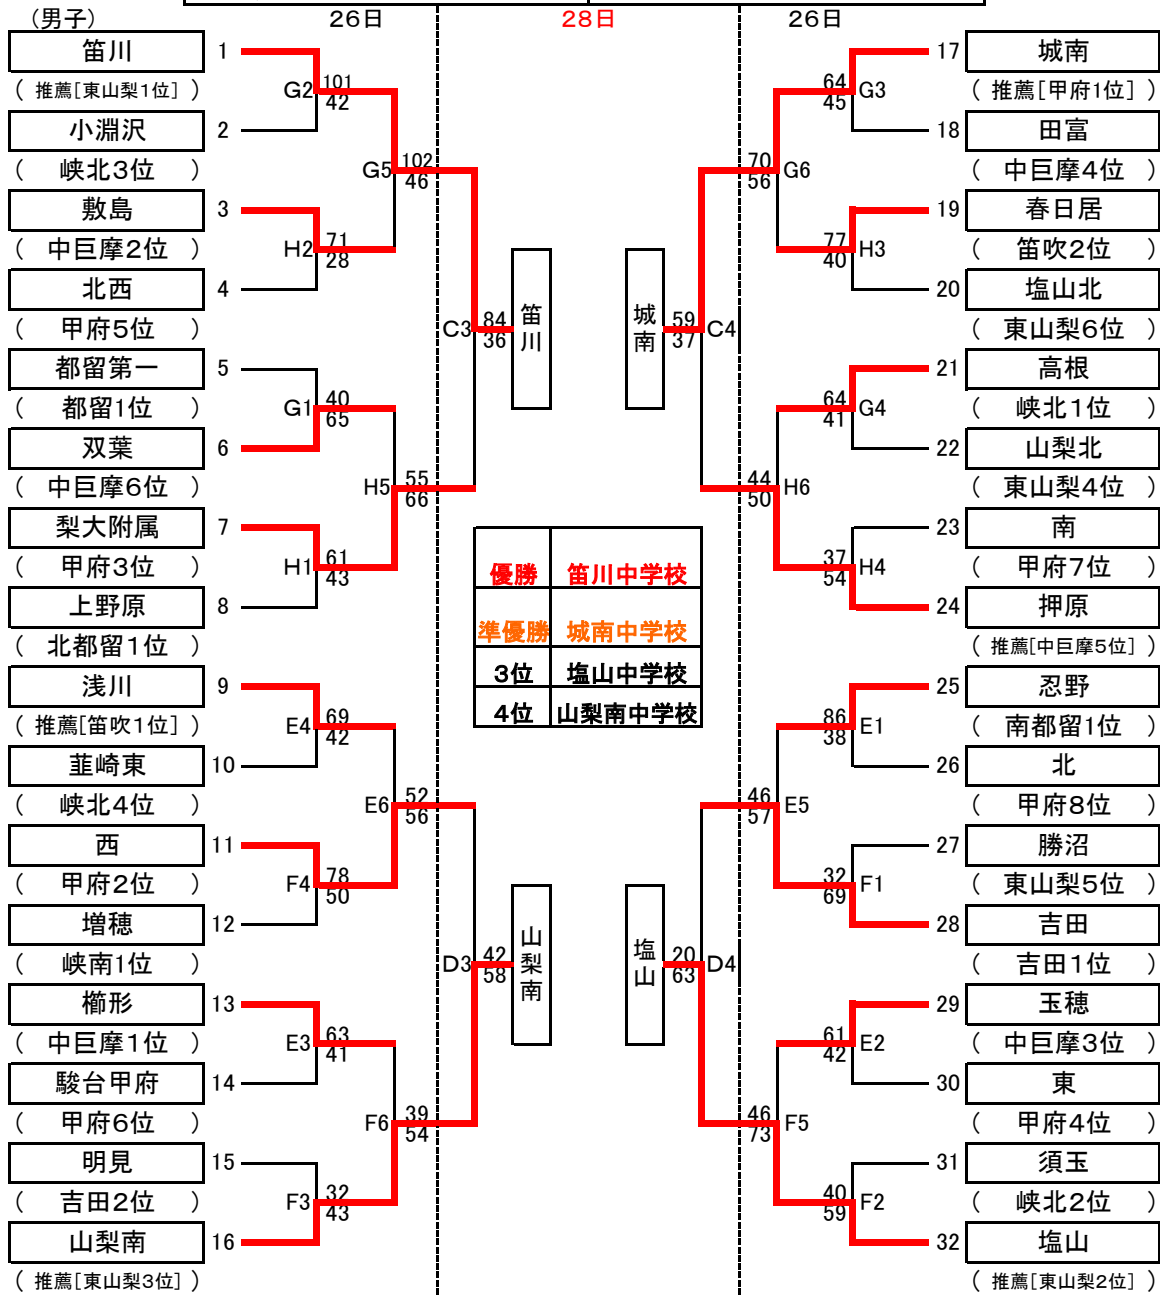 (男子)
26日
28日
26日
笛川 1
( 推薦[東山梨1位] )
小淵沢 2
( 峡北3位 )
敷島 3
( 中巨摩2位 )
北西 4
( 甲府5位 )
都留第一 5
( 都留1位 )
双葉 6
( 中巨摩6位 )
梨大附属 7
( 甲府3位 )
上野原 8
( 北都留1位 )
浅川 9
( 推薦[笛吹1位] )
韮崎東 10
( 峡北4位 )
西 11
( 甲府2位 )
増穂 12
( 峡南1位 )
櫛形 13
( 中巨摩1位 )
駿台甲府 14
( 甲府6位 )
明見 15
( 吉田2位 )
山梨南 16
( 推薦[東山梨3位] )
G2 101
42
H2 71
28
G1 40
65
H1 61
43
E4 69
42
F4 78
50
E3 63
41
F3 32
43
G5 102
46
H5 55
66
E6 52
56
F6 39
54
C3 84
36
笛川
D3 42
58
山梨南
優勝 笛川中学校
準優勝 城南中学校
3位 塩山中学校
4位 山梨南中学校
城南
59 C4
37
塩山
20 D4
63
70 G6
56
44 H6
50
46 E5
57
46 F5
73
64 G3
45
77 H3
40
64 G4
41
37 H4
54
86 E1
38
32 F1
69
61 E2
42
40 F2
59
17 城南
( 推薦[甲府1位] )
18 田富
( 中巨摩4位 )
19 春日居
( 笛吹2位 )
20 塩山北
( 東山梨6位 )
21 高根
( 峡北1位 )
22 山梨北
( 東山梨4位 )
23 南
( 甲府7位 )
24 押原
( 推薦[中巨摩5位] )
25 忍野
( 南都留1位 )
26 北
( 甲府8位 )
27 勝沼
( 東山梨5位 )
28 吉田
( 吉田1位 )
29 玉穂
( 中巨摩3位 )
30 東
( 甲府4位 )
31 須玉
( 峡北2位 )
32 塩山
( 推薦[東山梨2位] )